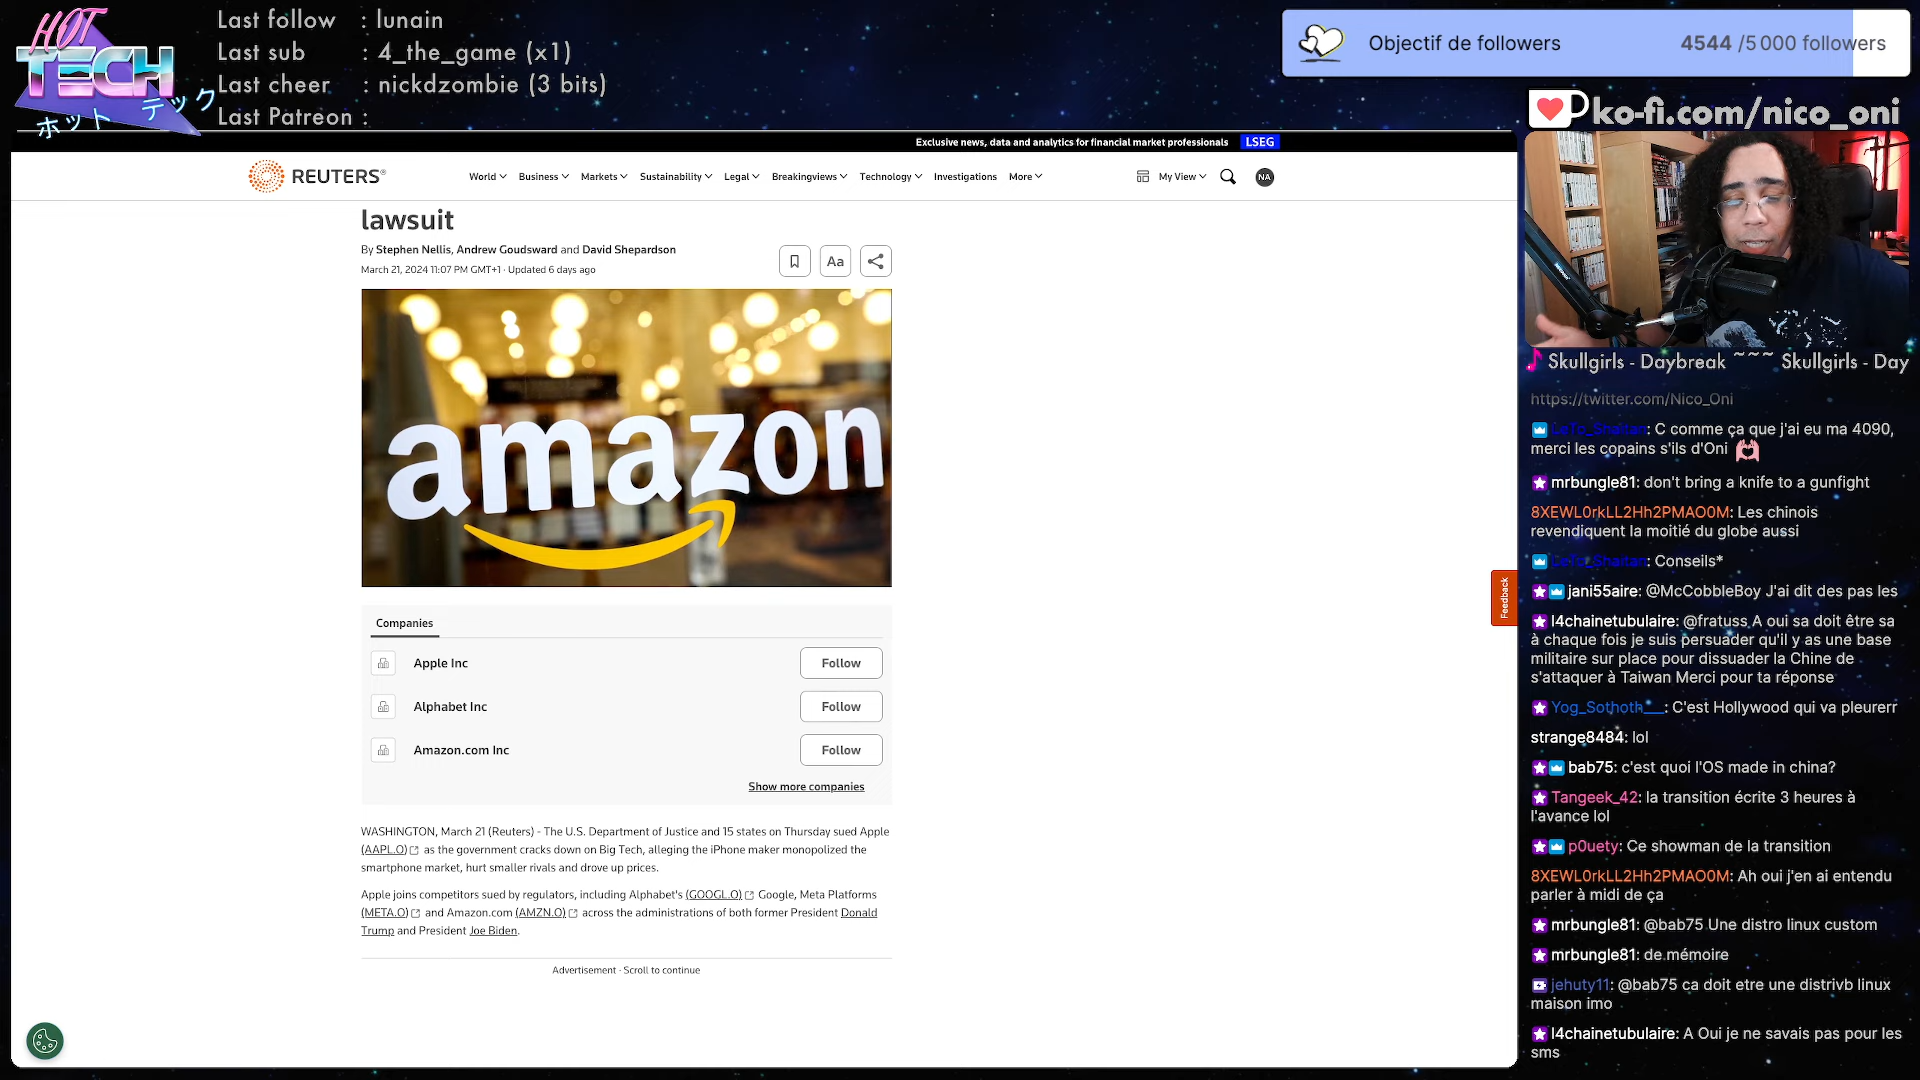 HOT
TECH
ホット テック
Last follow : lunain
Last sub : 4_the_game (x1)
Last cheer : nickdzombie (3 bits)
Last Patreon :
Objectif de followers 4544 /5 000 followers
ko-fi.com/nico_oni
Exclusive news, data and analytics for financial market professionals LSEG
REUTERS® World Business Markets Sustainability Legal Breakingviews Technology Investigations More My View NA
lawsuit
By Stephen Nellis, Andrew Goudsward and David Shepardson
March 21, 2024 11:07 PM GMT+1 · Updated 6 days ago
Aa
amazon
Companies
Apple Inc Follow
Alphabet Inc Follow
Amazon.com Inc Follow
Show more companies
WASHINGTON, March 21 (Reuters) - The U.S. Department of Justice and 15 states on Thursday sued Apple
(AAPL.O) as the government cracks down on Big Tech, alleging the iPhone maker monopolized the
smartphone market, hurt smaller rivals and drove up prices.
Apple joins competitors sued by regulators, including Alphabet's (GOOGL.O) Google, Meta Platforms
(META.O) and Amazon.com (AMZN.O) across the administrations of both former President Donald
Trump and President Joe Biden.
Advertisement · Scroll to continue
Feedback
Skullgirls - Daybreak ~~~ Skullgirls - Day
https://twitter.com/Nico_Oni
LeTo_Shaitan: C comme ça que j'ai eu ma 4090,
merci les copains s'ils d'Oni
mrbungle81: don't bring a knife to a gunfight
8XEWL0rkLL2Hh2PMAO0M: Les chinois
revendiquent la moitié du globe aussi
LeTo_Shaitan: Conseils*
jani55aire: @McCobbleBoy J'ai dit des pas les
l4chainetubulaire: @fratuss A oui sa doit être sa
à chaque fois je suis persuader qu'il y as une base
militaire sur place pour dissuader la Chine de
s'attaquer à Taiwan Merci pour ta réponse
Yog_Sothoth__: C'est Hollywood qui va pleurerr
strange8484: lol
bab75: c'est quoi l'OS made in china?
Tangeek_42: la transition écrite 3 heures à
l'avance lol
p0uety: Ce showman de la transition
8XEWL0rkLL2Hh2PMAO0M: Ah oui j'en ai entendu
parler à midi de ça
mrbungle81: @bab75 Une distro linux custom
mrbungle81: de mémoire
jehuty11: @bab75 ca doit etre une distrivb linux
maison imo
l4chainetubulaire: A Oui je ne savais pas pour les
sms